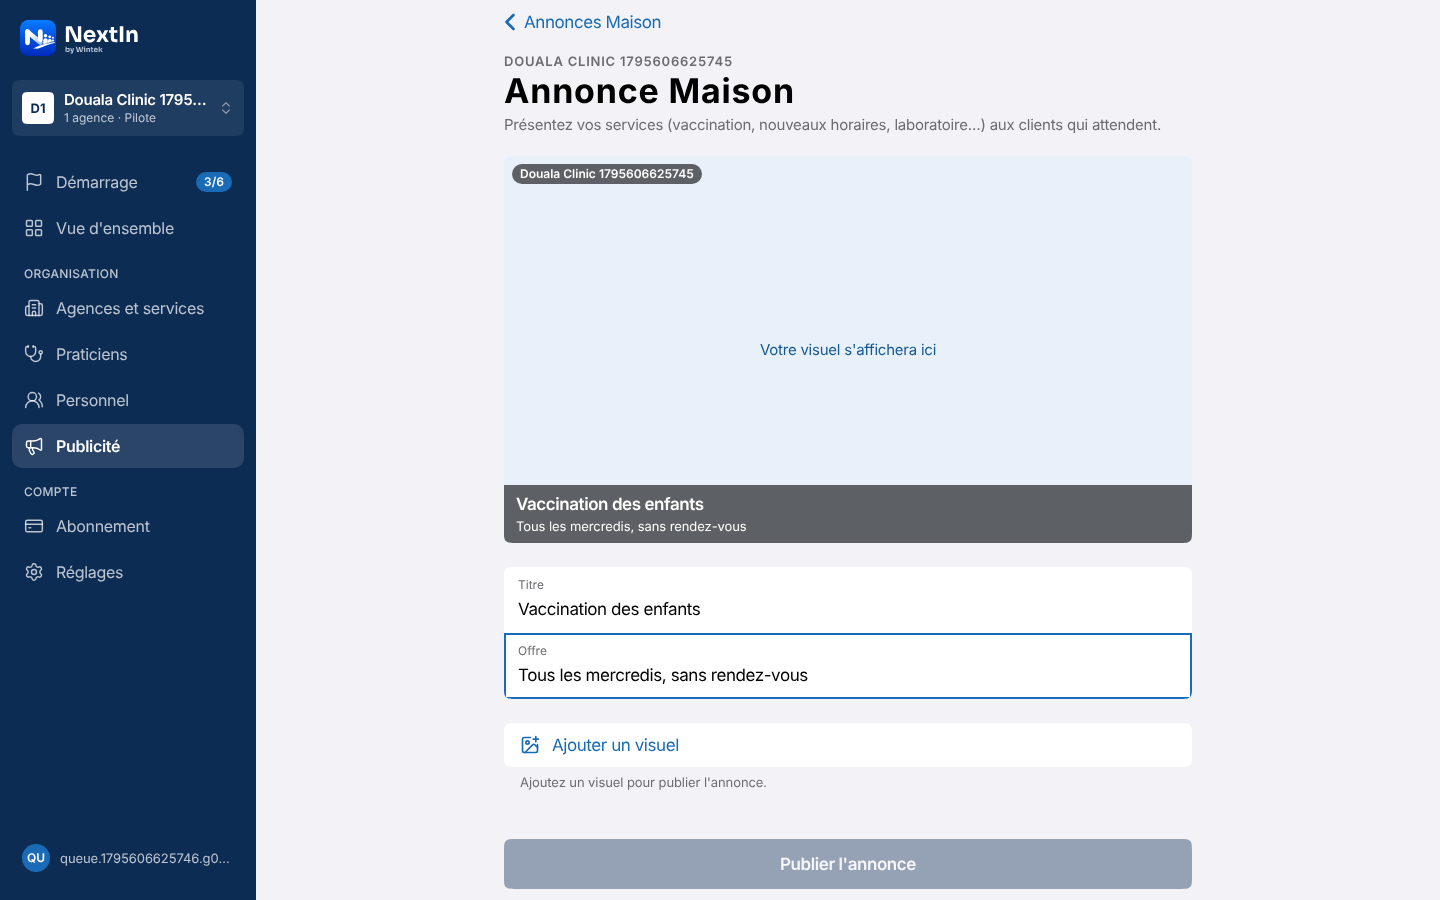 NextIn
by Wintek
D1
Douala Clinic 1795...
1 agence · Pilote
Démarrage
3/6
Vue d'ensemble
ORGANISATION
Agences et services
Praticiens
Personnel
Publicité
COMPTE
Abonnement
Réglages
QU
queue.1795606625746.g0...
Annonces Maison
DOUALA CLINIC 1795606625745
Annonce Maison
Présentez vos services (vaccination, nouveaux horaires, laboratoire...) aux clients qui attendent.
Douala Clinic 1795606625745
Votre visuel s'affichera ici
Vaccination des enfants
Tous les mercredis, sans rendez-vous
Titre
Vaccination des enfants
Offre
Tous les mercredis, sans rendez-vous
Ajouter un visuel
Ajoutez un visuel pour publier l'annonce.
Publier l'annonce